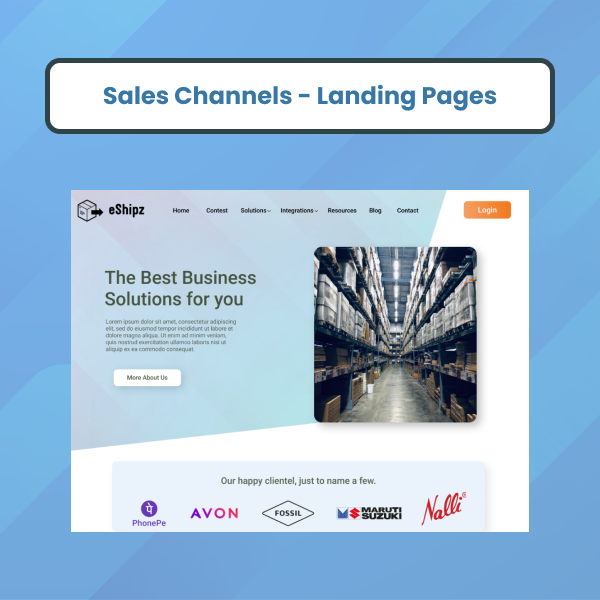 Sales Channels - Landing Pages
eShipz
Home Contest Solutions Integrations Resources Blog Contact Login
The Best Business
Solutions for you
Lorem ipsum dolor sit amet, consectetur adipiscing
elit, sed do eiusmod tempor incididunt ut labore et
dolore magna aliqua. Ut enim ad minim veniam,
quis nostrud exercitation ullamco laboris nisi ut
aliquip ex ea commodo consequat.
More About Us
Our happy clientel, just to name a few.
पे
PhonePe
AVON
FOSSIL
MARUTI
SUZUKI
Nalli